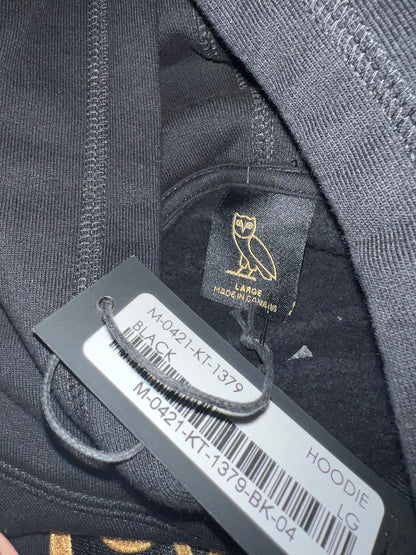 LARGE
MADE IN CANADA
M-0421-KT-1379
BLACK
M-0421-KT-1379-BK-04
HOODIE
LG